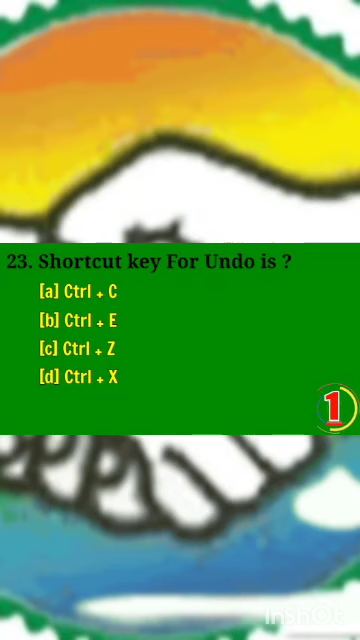 23. Shortcut key For Undo is ?
[a] Ctrl + C
[b] Ctrl + E
[c] Ctrl + Z
[d] Ctrl + X
1
InShOt